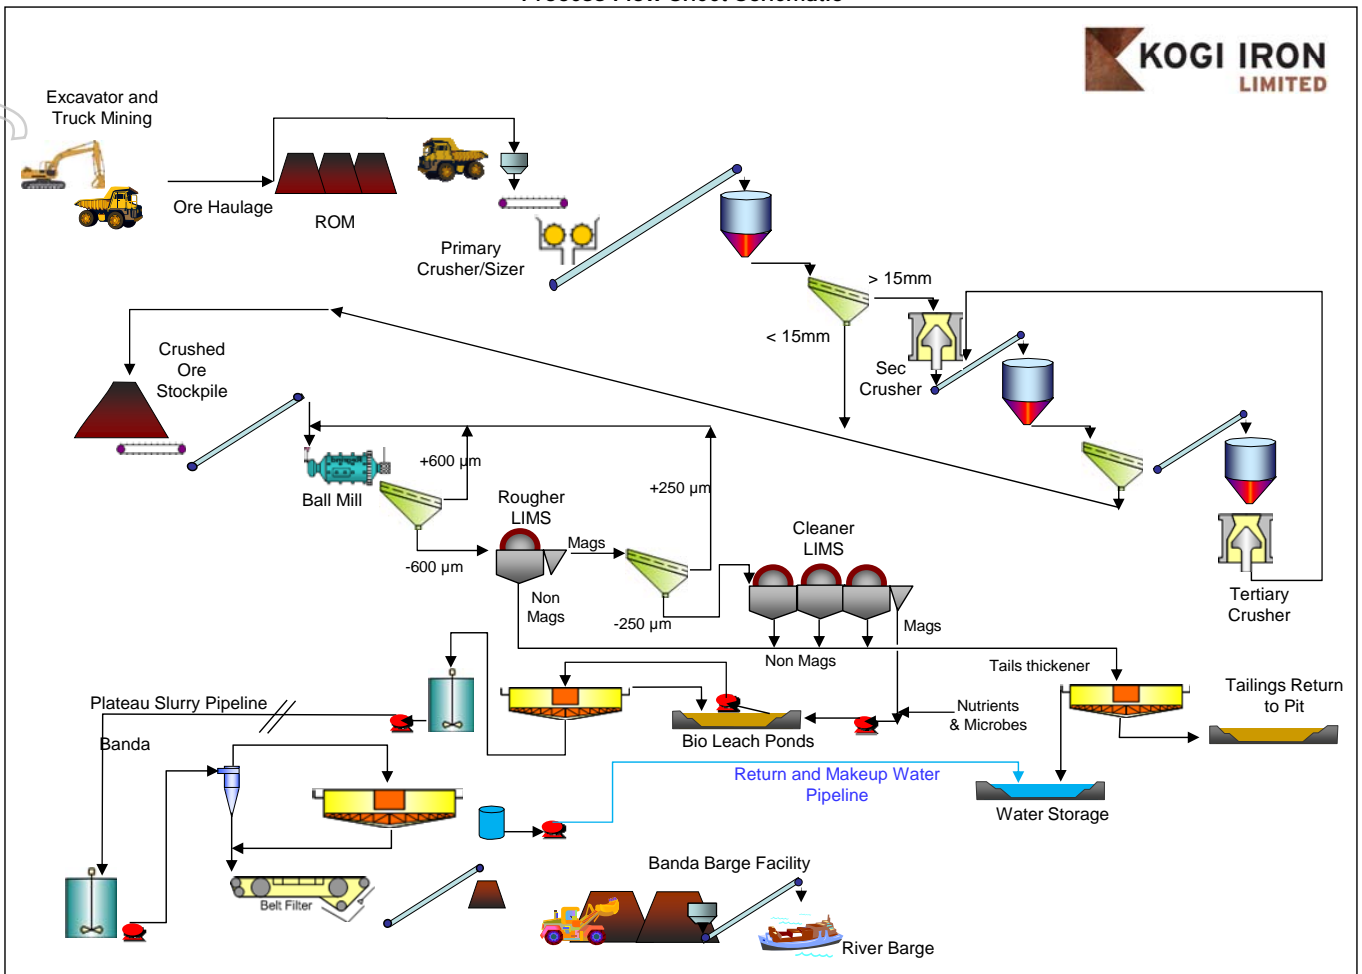 KOGI IRON
LIMITED
Excavator and
Truck Mining
Ore Haulage
ROM
Primary
Crusher/Sizer
> 15mm
< 15mm
Sec
Crusher
Crushed
Ore
Stockpile
Ball Mill
+600 µm
-600 µm
Rougher
LIMS
Mags
Non
Mags
+250 µm
-250 µm
Cleaner
LIMS
Mags
Non Mags
Tertiary
Crusher
Tails thickener
Tailings Return
to Pit
Nutrients
& Microbes
Bio Leach Ponds
Plateau Slurry Pipeline
Banda
Return and Makeup Water
Pipeline
Water Storage
Belt Filter
Banda Barge Facility
River Barge